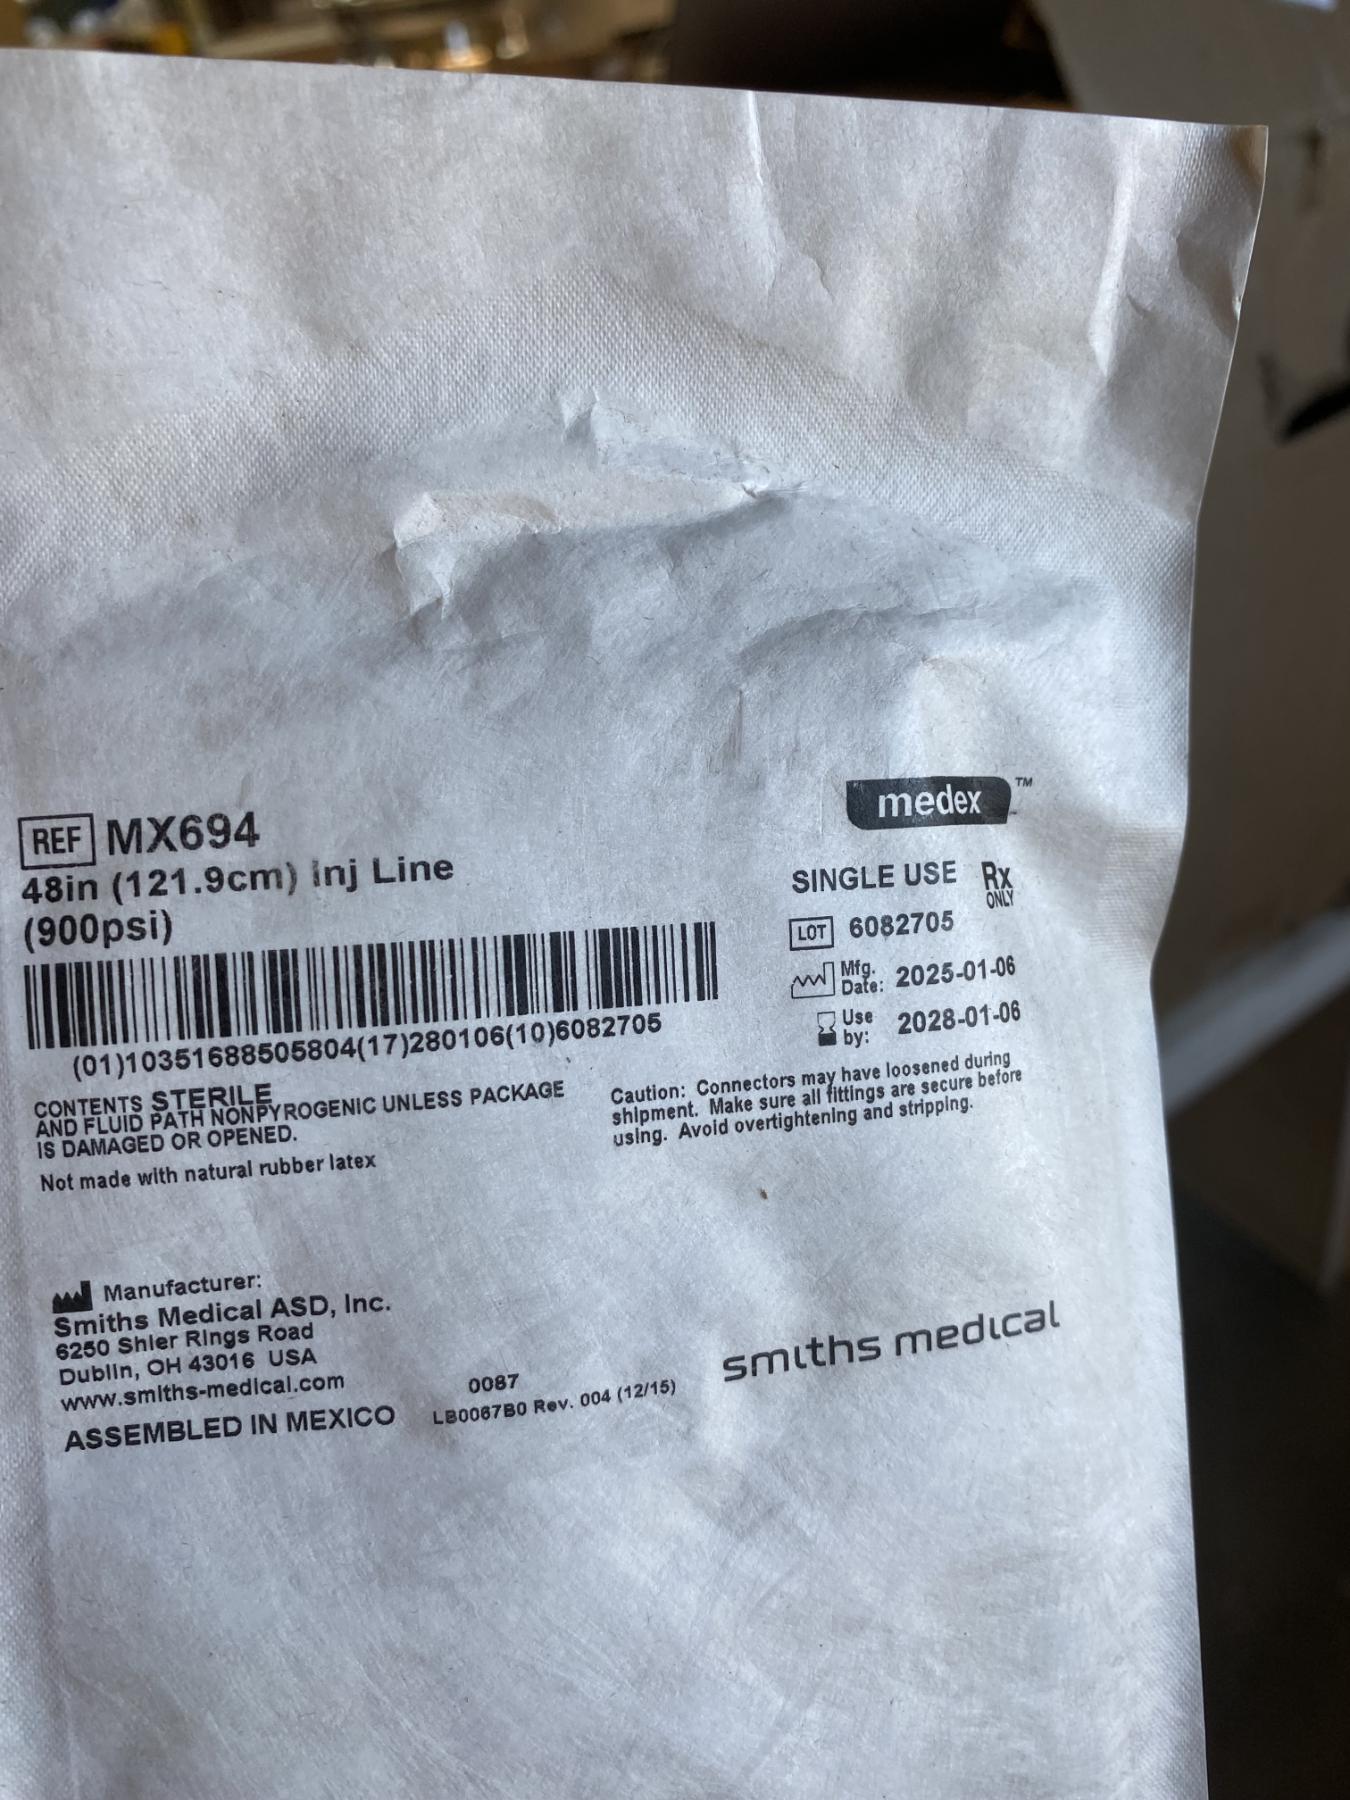 REF MX694
48in (121.9cm) Inj Line
(900psi)
(01)10351688505804(17)280106(10)6082705
CONTENTS STERILE
AND FLUID PATH NONPYROGENIC UNLESS PACKAGE
IS DAMAGED OR OPENED.
Not made with natural rubber latex
medex™
SINGLE USE Rx ONLY
LOT 6082705
Mfg. Date: 2025-01-06
Use by: 2028-01-06
Caution: Connectors may have loosened during
shipment. Make sure all fittings are secure before
using. Avoid overtightening and stripping.
Manufacturer:
Smiths Medical ASD, Inc.
6250 Shier Rings Road
Dublin, OH 43016 USA
www.smiths-medical.com
ASSEMBLED IN MEXICO
0087
LB0067B0 Rev. 004 (12/15)
smiths medical